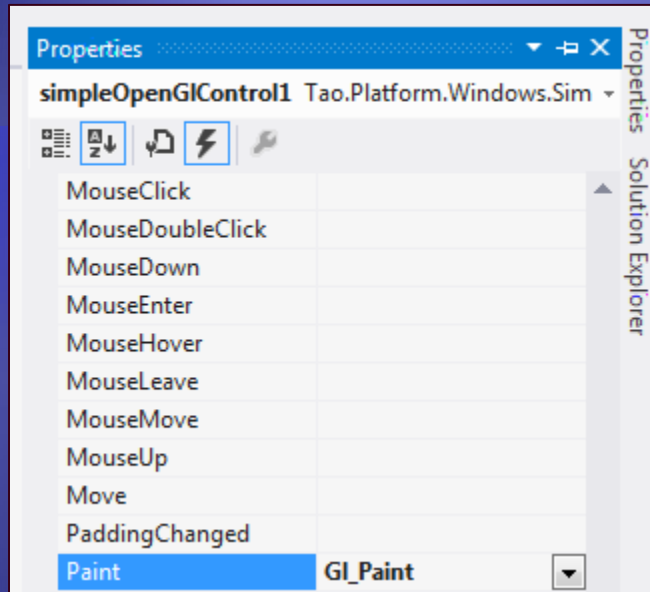 Properties
simpleOpenGlControl1 Tao.Platform.Windows.Sim
MouseClick
MouseDoubleClick
MouseDown
MouseEnter
MouseHover
MouseLeave
MouseMove
MouseUp
Move
PaddingChanged
Paint Gl_Paint
Properties
Solution Explorer